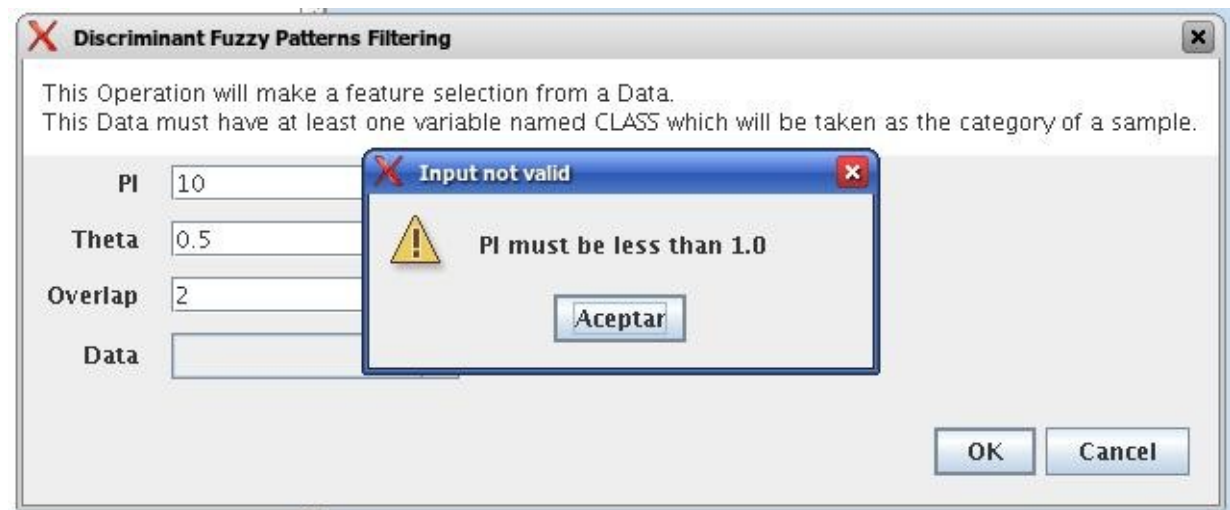 Discriminant Fuzzy Patterns Filtering
This Operation will make a feature selection from a Data.
This Data must have at least one variable named CLASS which will be taken as the category of a sample.
PI 10
Input not valid
Theta 0.5
PI must be less than 1.0
Overlap 2
Aceptar
Data
OK Cancel